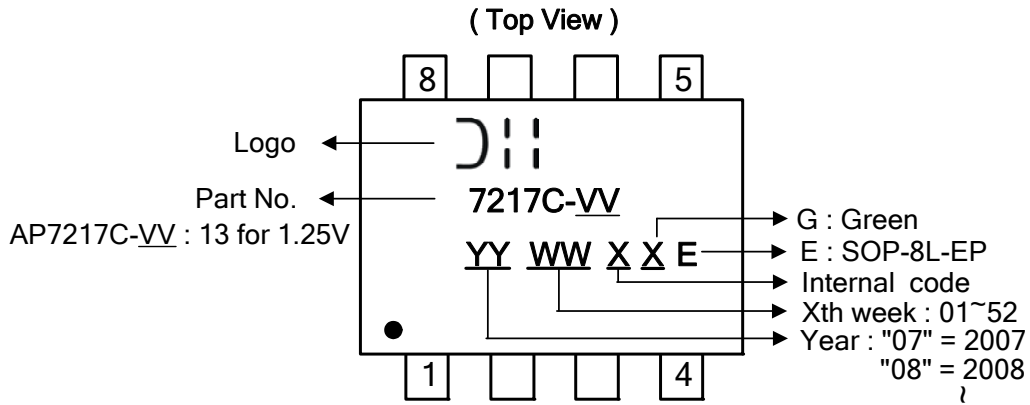 ( Top View )
8 5
Logo
Part No.
7217C-VV
AP7217C-VV : 13 for 1.25V
G : Green
YY WW X X E
E : SOP-8L-EP
Internal code
Xth week : 01~52
Year : "07" = 2007
"08" = 2008
~
1 4